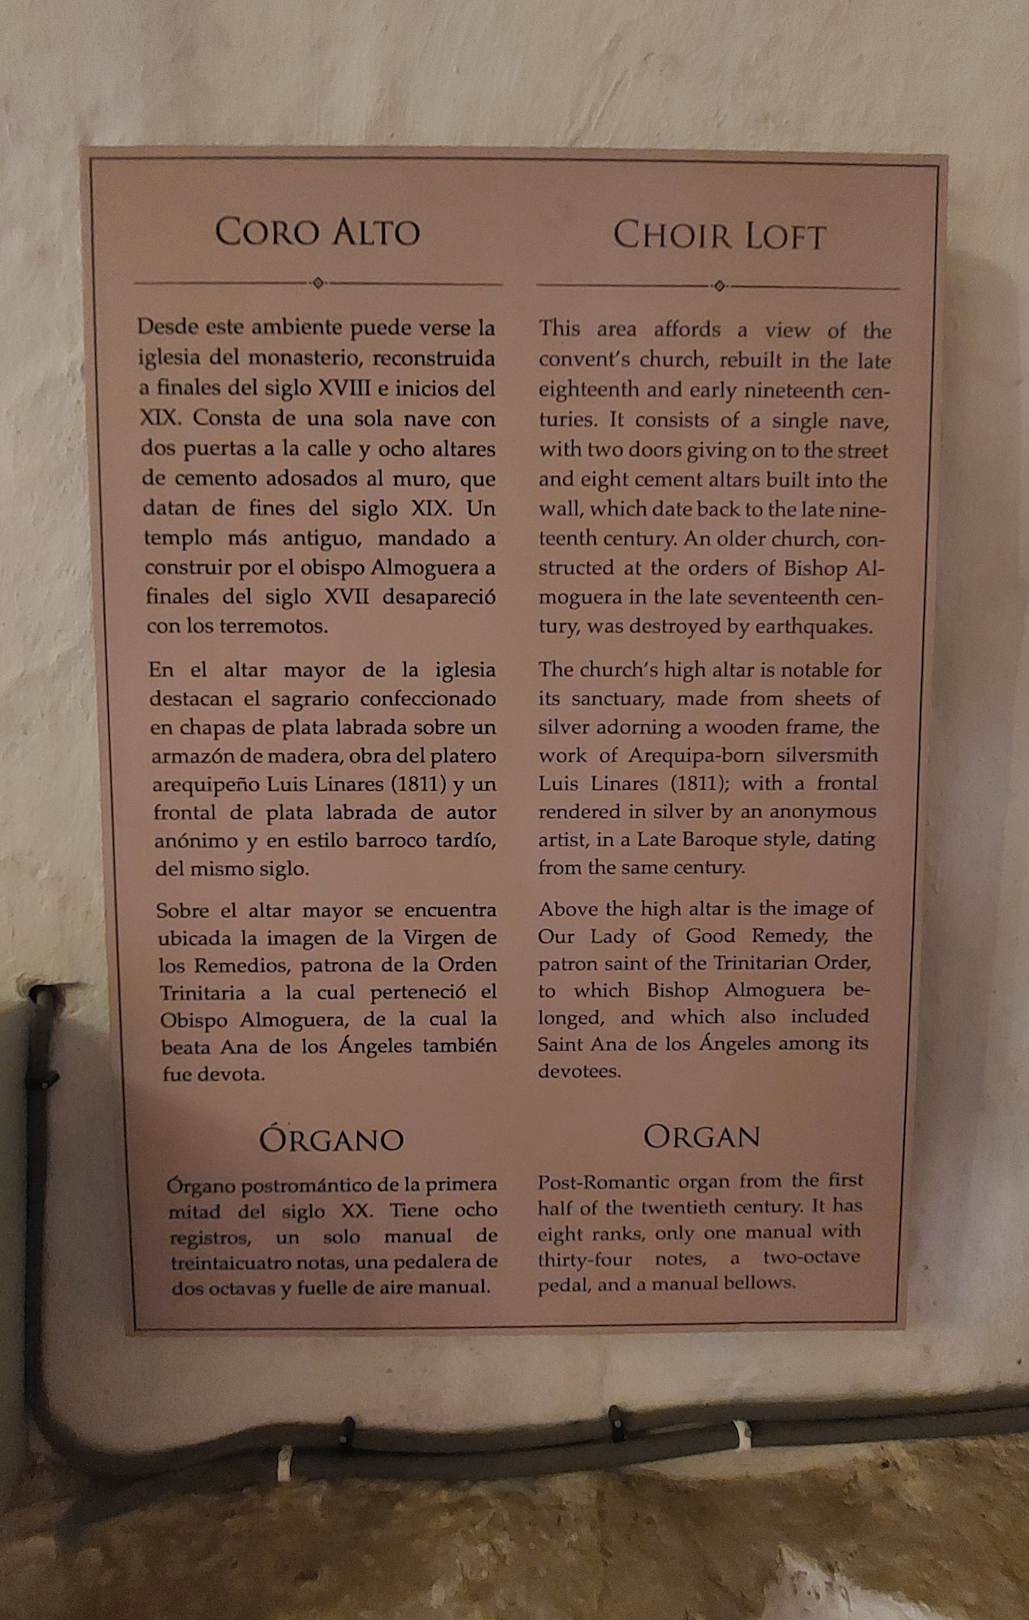 CORO ALTO
Desde este ambiente puede verse la
iglesia del monasterio, reconstruida
a finales del siglo XVIII e inicios del
XIX. Consta de una sola nave con
dos puertas a la calle y ocho altares
de cemento adosados al muro, que
datan de fines del siglo XIX. Un
templo más antiguo, mandado a
construir por el obispo Almoguera a
finales del siglo XVII desapareció
con los terremotos.
En el altar mayor de la iglesia
destacan el sagrario confeccionado
en chapas de plata labrada sobre un
armazón de madera, obra del platero
arequipeño Luis Linares (1811) y un
frontal de plata labrada de autor
anónimo y en estilo barroco tardío,
del mismo siglo.
Sobre el altar mayor se encuentra
ubicada la imagen de la Virgen de
los Remedios, patrona de la Orden
Trinitaria a la cual perteneció el
Obispo Almoguera, de la cual la
beata Ana de los Ángeles también
fue devota.
ÓRGANO
Órgano postromántico de la primera
mitad del siglo XX. Tiene ocho
registros, un solo manual de
treintaicuatro notas, una pedalera de
dos octavas y fuelle de aire manual.
CHOIR LOFT
This area affords a view of the
convent's church, rebuilt in the late
eighteenth and early nineteenth cen-
turies. It consists of a single nave,
with two doors giving on to the street
and eight cement altars built into the
wall, which date back to the late nine-
teenth century. An older church, con-
structed at the orders of Bishop Al-
moguera in the late seventeenth cen-
tury, was destroyed by earthquakes.
The church's high altar is notable for
its sanctuary, made from sheets of
silver adorning a wooden frame, the
work of Arequipa-born silversmith
Luis Linares (1811); with a frontal
rendered in silver by an anonymous
artist, in a Late Baroque style, dating
from the same century.
Above the high altar is the image of
Our Lady of Good Remedy, the
patron saint of the Trinitarian Order,
to which Bishop Almoguera be-
longed, and which also included
Saint Ana de los Ángeles among its
devotees.
ORGAN
Post-Romantic organ from the first
half of the twentieth century. It has
eight ranks, only one manual with
thirty-four notes, a two-octave
pedal, and a manual bellows.